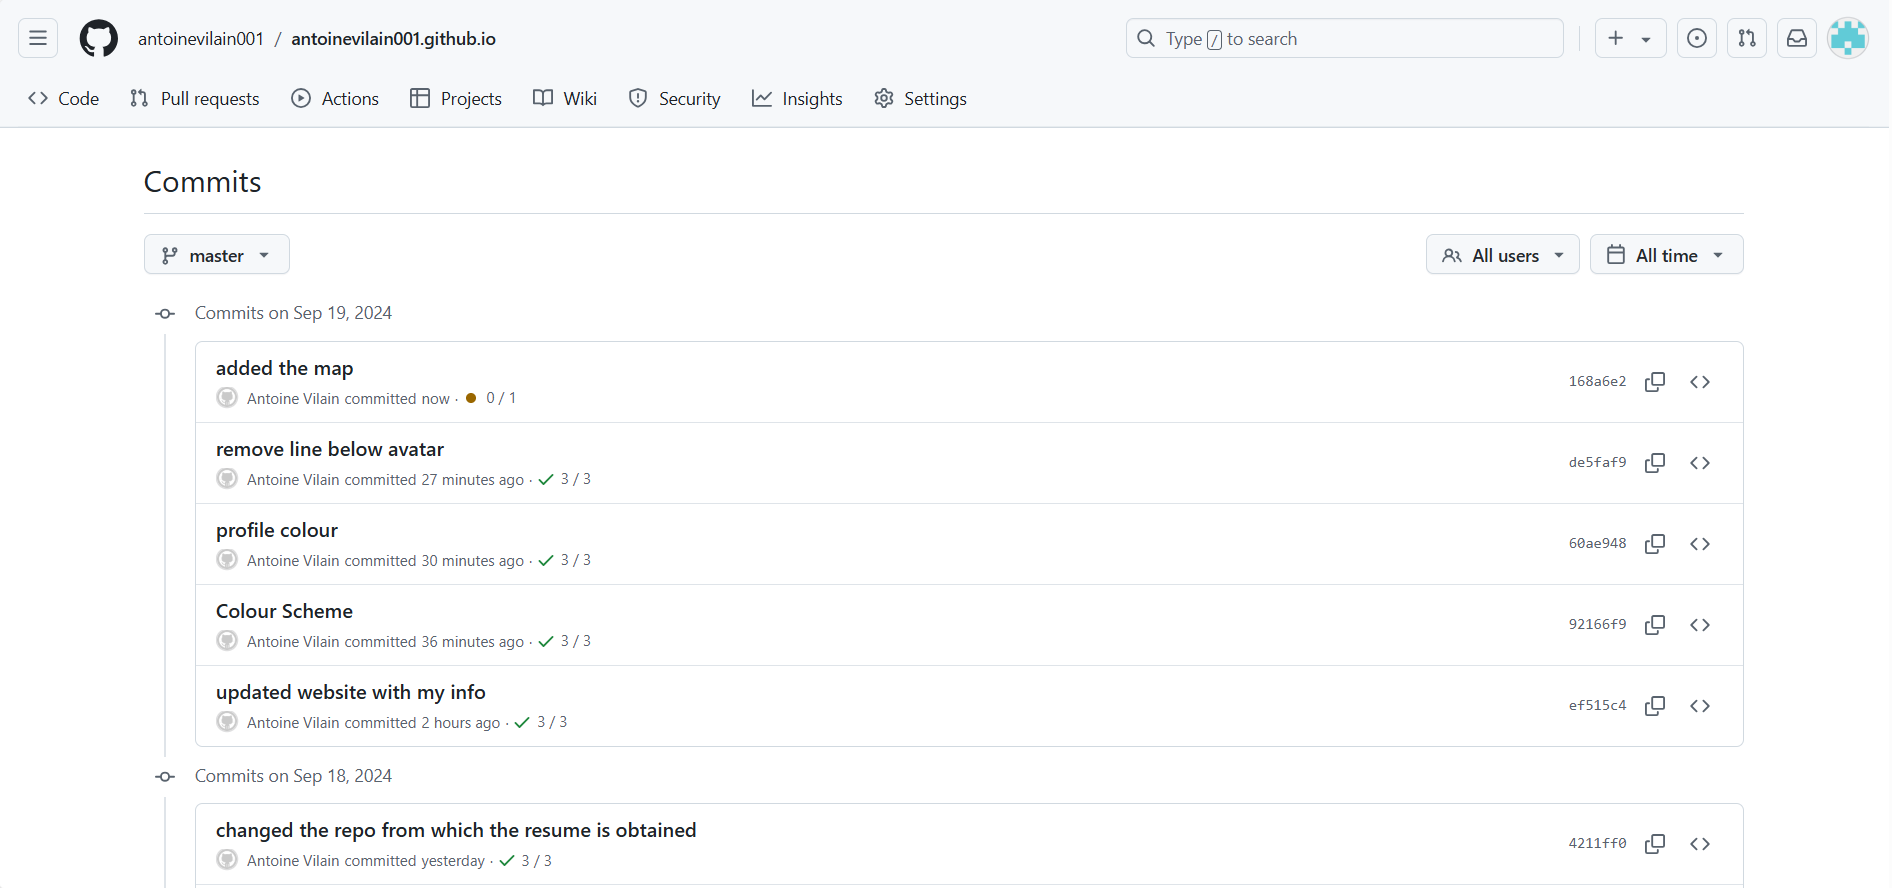 antoinevilain001 / antoinevilain001.github.io
Type / to search
Code Pull requests Actions Projects Wiki Security Insights Settings
Commits
master
All users All time
Commits on Sep 19, 2024
added the map
168a6e2
Antoine Vilain committed now · 0 / 1
remove line below avatar
de5faf9
Antoine Vilain committed 27 minutes ago · 3 / 3
profile colour
60ae948
Antoine Vilain committed 30 minutes ago · 3 / 3
Colour Scheme
92166f9
Antoine Vilain committed 36 minutes ago · 3 / 3
updated website with my info
ef515c4
Antoine Vilain committed 2 hours ago · 3 / 3
Commits on Sep 18, 2024
changed the repo from which the resume is obtained
4211ff0
Antoine Vilain committed yesterday · 3 / 3